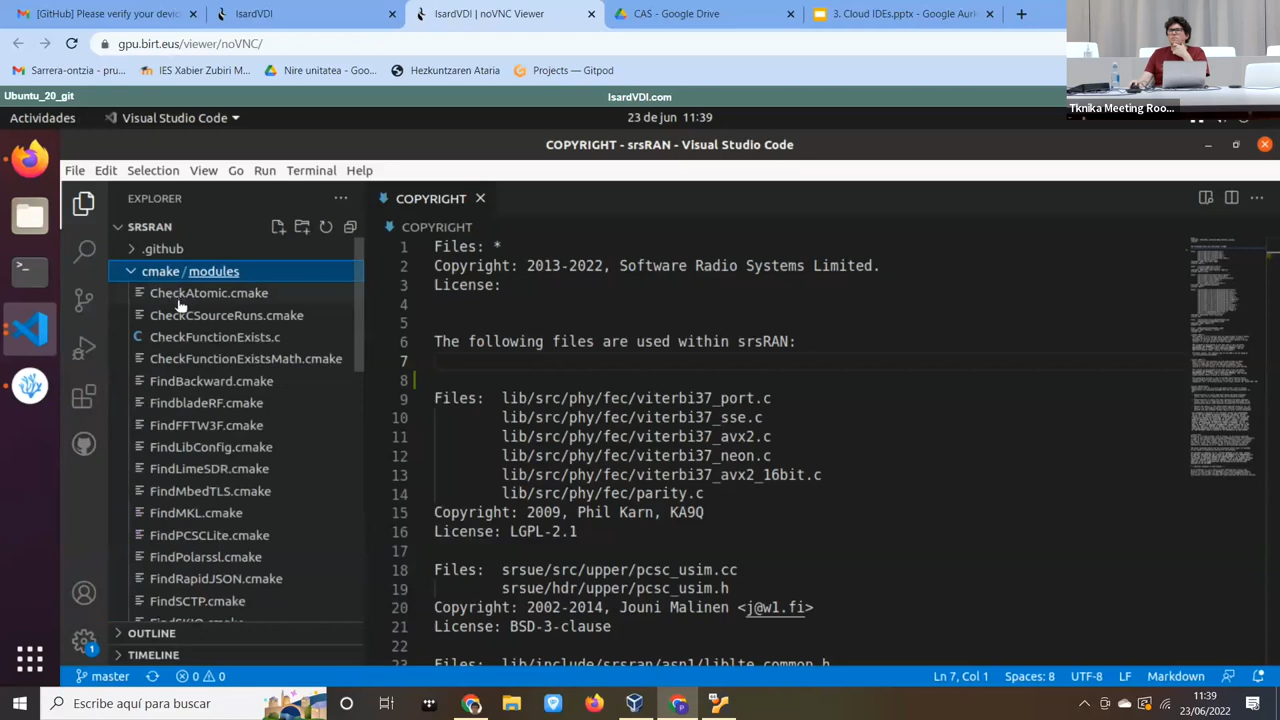 [GitHub] Please verify your device
IsardVDI
IsardVDI | noVNC Viewer
CAS - Google Drive
3. Cloud IDEs.pptx - Google Aur
gpu.birt.eus/viewer/noVNC/
Sarrera-ontzia - pru...
IES Xabier Zubiri M...
Nire unitatea - Goo...
Hezkuntzaren Ataria
Projects — Gitpod
Tknika Meeting Roo...
Ubuntu_20_git
IsardVDI.com
Actividades
Visual Studio Code
23 de jun 11:39
COPYRIGHT - srsRAN - Visual Studio Code
File Edit Selection View Go Run Terminal Help
EXPLORER
SRSRAN
.github
cmake / modules
CheckAtomic.cmake
CheckCSourceRuns.cmake
C CheckFunctionExists.c
CheckFunctionExistsMath.cmake
FindBackward.cmake
FindbladeRF.cmake
FindFFTW3F.cmake
FindLibConfig.cmake
FindLimeSDR.cmake
FindMbedTLS.cmake
FindMKL.cmake
FindPCSCLite.cmake
FindPolarssl.cmake
FindRapidJSON.cmake
FindSCTP.cmake
OUTLINE
TIMELINE
COPYRIGHT
COPYRIGHT
1 Files: *
2 Copyright: 2013-2022, Software Radio Systems Limited.
3 License:
4
5
6 The following files are used within srsRAN:
7
8
9 Files: lib/src/phy/fec/viterbi37_port.c
10 lib/src/phy/fec/viterbi37_sse.c
11 lib/src/phy/fec/viterbi37_avx2.c
12 lib/src/phy/fec/viterbi37_neon.c
13 lib/src/phy/fec/viterbi37_avx2_16bit.c
14 lib/src/phy/fec/parity.c
15 Copyright: 2009, Phil Karn, KA9Q
16 License: LGPL-2.1
17
18 Files: srsue/src/upper/pcsc_usim.cc
19 srsue/hdr/upper/pcsc_usim.h
20 Copyright: 2002-2014, Jouni Malinen <j@w1.fi>
21 License: BSD-3-clause
22
23 Files: lib/include/srsran/asn1/liblte_common.h
1
master
0 0
Ln 7, Col 1
Spaces: 8
UTF-8
LF
Markdown
Escribe aquí para buscar
11:39
23/06/2022